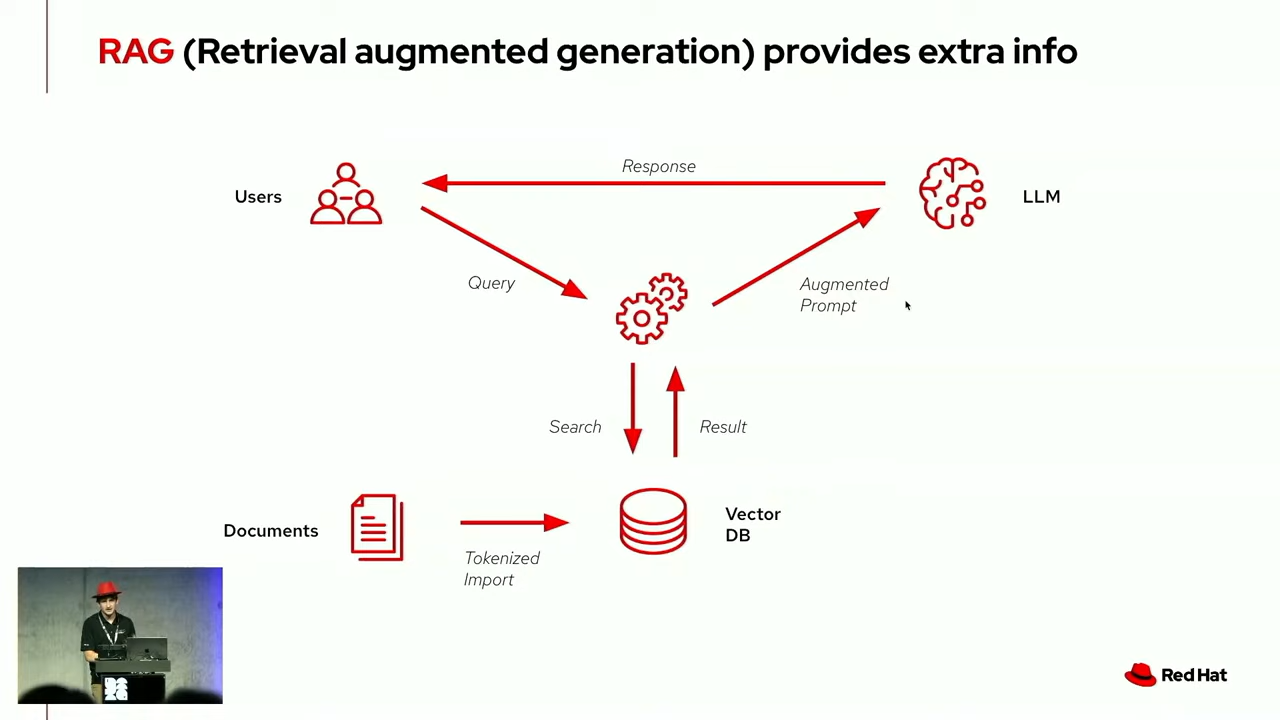 RAG (Retrieval augmented generation) provides extra info
Response
Users
LLM
Query
Augmented
Prompt
Search
Result
Documents
Vector
DB
Tokenized
Import
Red Hat